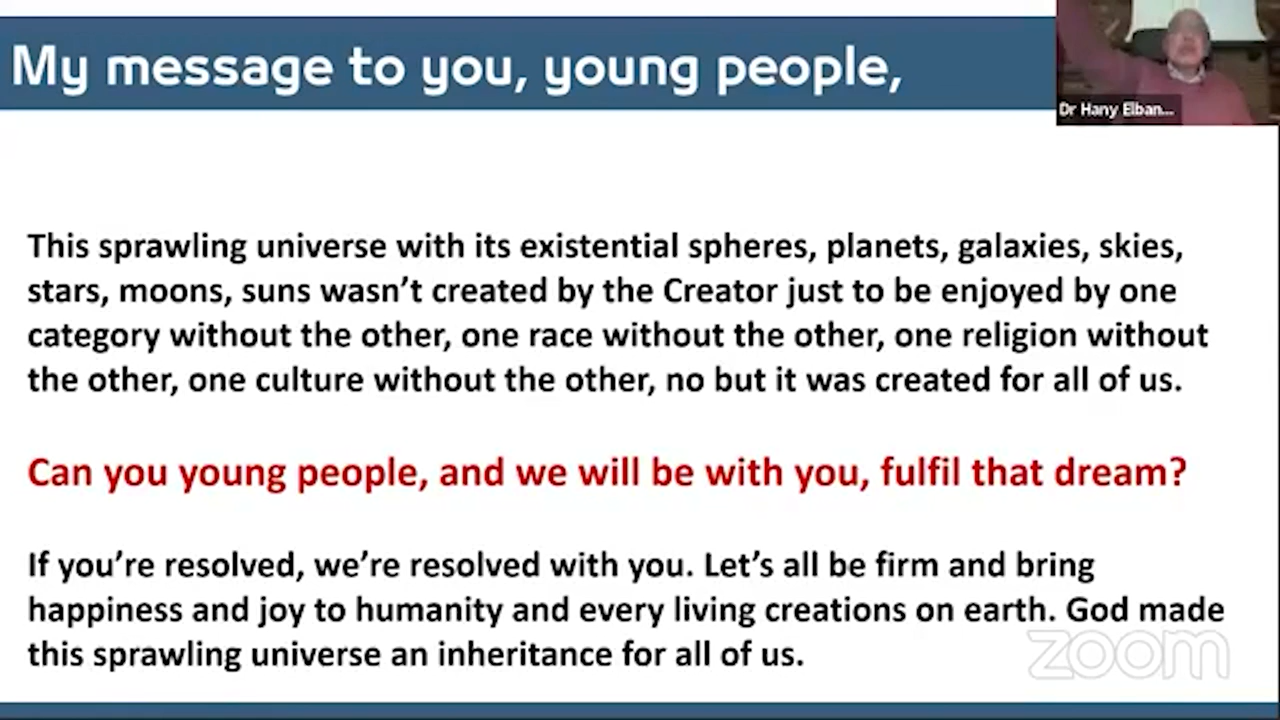 My message to you, young people,
Dr Hany Elban...
This sprawling universe with its existential spheres, planets, galaxies, skies,
stars, moons, suns wasn't created by the Creator just to be enjoyed by one
category without the other, one race without the other, one religion without
the other, one culture without the other, no but it was created for all of us.
Can you young people, and we will be with you, fulfil that dream?
If you're resolved, we're resolved with you. Let's all be firm and bring
happiness and joy to humanity and every living creations on earth. God made
this sprawling universe an inheritance for all of us.
zoom